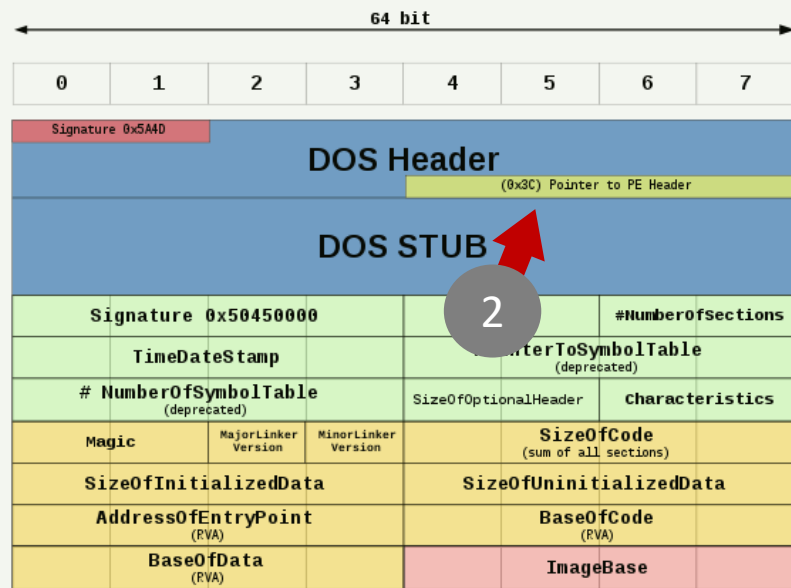 64 bit
0 1 2 3 4 5 6 7
Signature 0x5A4D
DOS Header
(0x3C) Pointer to PE Header
DOS STUB
2
Signature 0x50450000 #NumberOfSections
TimeDateStamp terToSymbolTable
(deprecated)
# NumberOfSymbolTable SizeOfOptionalHeader Characteristics
(deprecated)
Magic MajorLinker Version MinorLinker Version SizeOfCode
(sum of all sections)
SizeOfInitializedData SizeOfUninitializedData
AddressOfEntryPoint BaseOfCode
(RVA) (RVA)
BaseOfData ImageBase
(RVA)